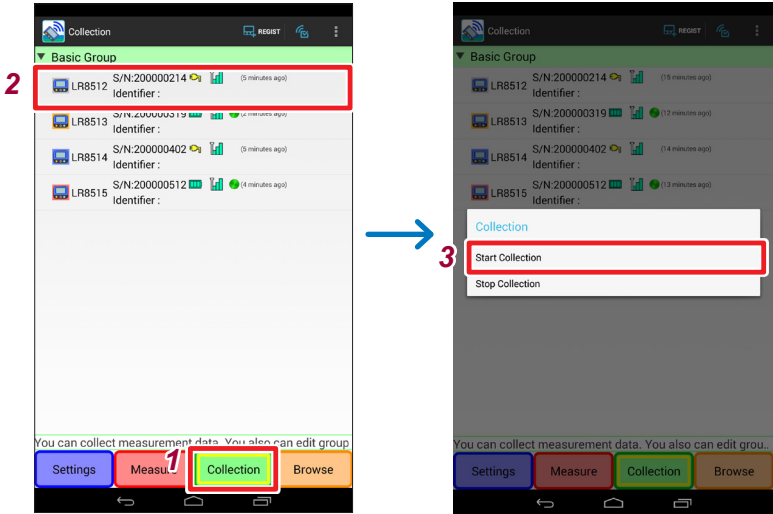 Collection
REGIST
Basic Group
2
LR8512
S/N:200000214
(5 minutes ago)
Identifier :
LR8513
S/N:200000319
(2 minutes ago)
Identifier :
LR8514
S/N:200000402
(5 minutes ago)
Identifier :
LR8515
S/N:200000512
(4 minutes ago)
Identifier :
You can collect measurement data. You also can edit group
1
Settings
Measure
Collection
Browse
Collection
REGIST
Basic Group
LR8512
S/N:200000214
(15 minutes ago)
Identifier :
LR8513
S/N:200000319
(12 minutes ago)
Identifier :
LR8514
S/N:200000402
(14 minutes ago)
Identifier :
LR8515
S/N:200000512
(13 minutes ago)
Collection
3
Start Collection
Stop Collection
You can collect measurement data. You also can edit grou..
Settings
Measure
Collection
Browse